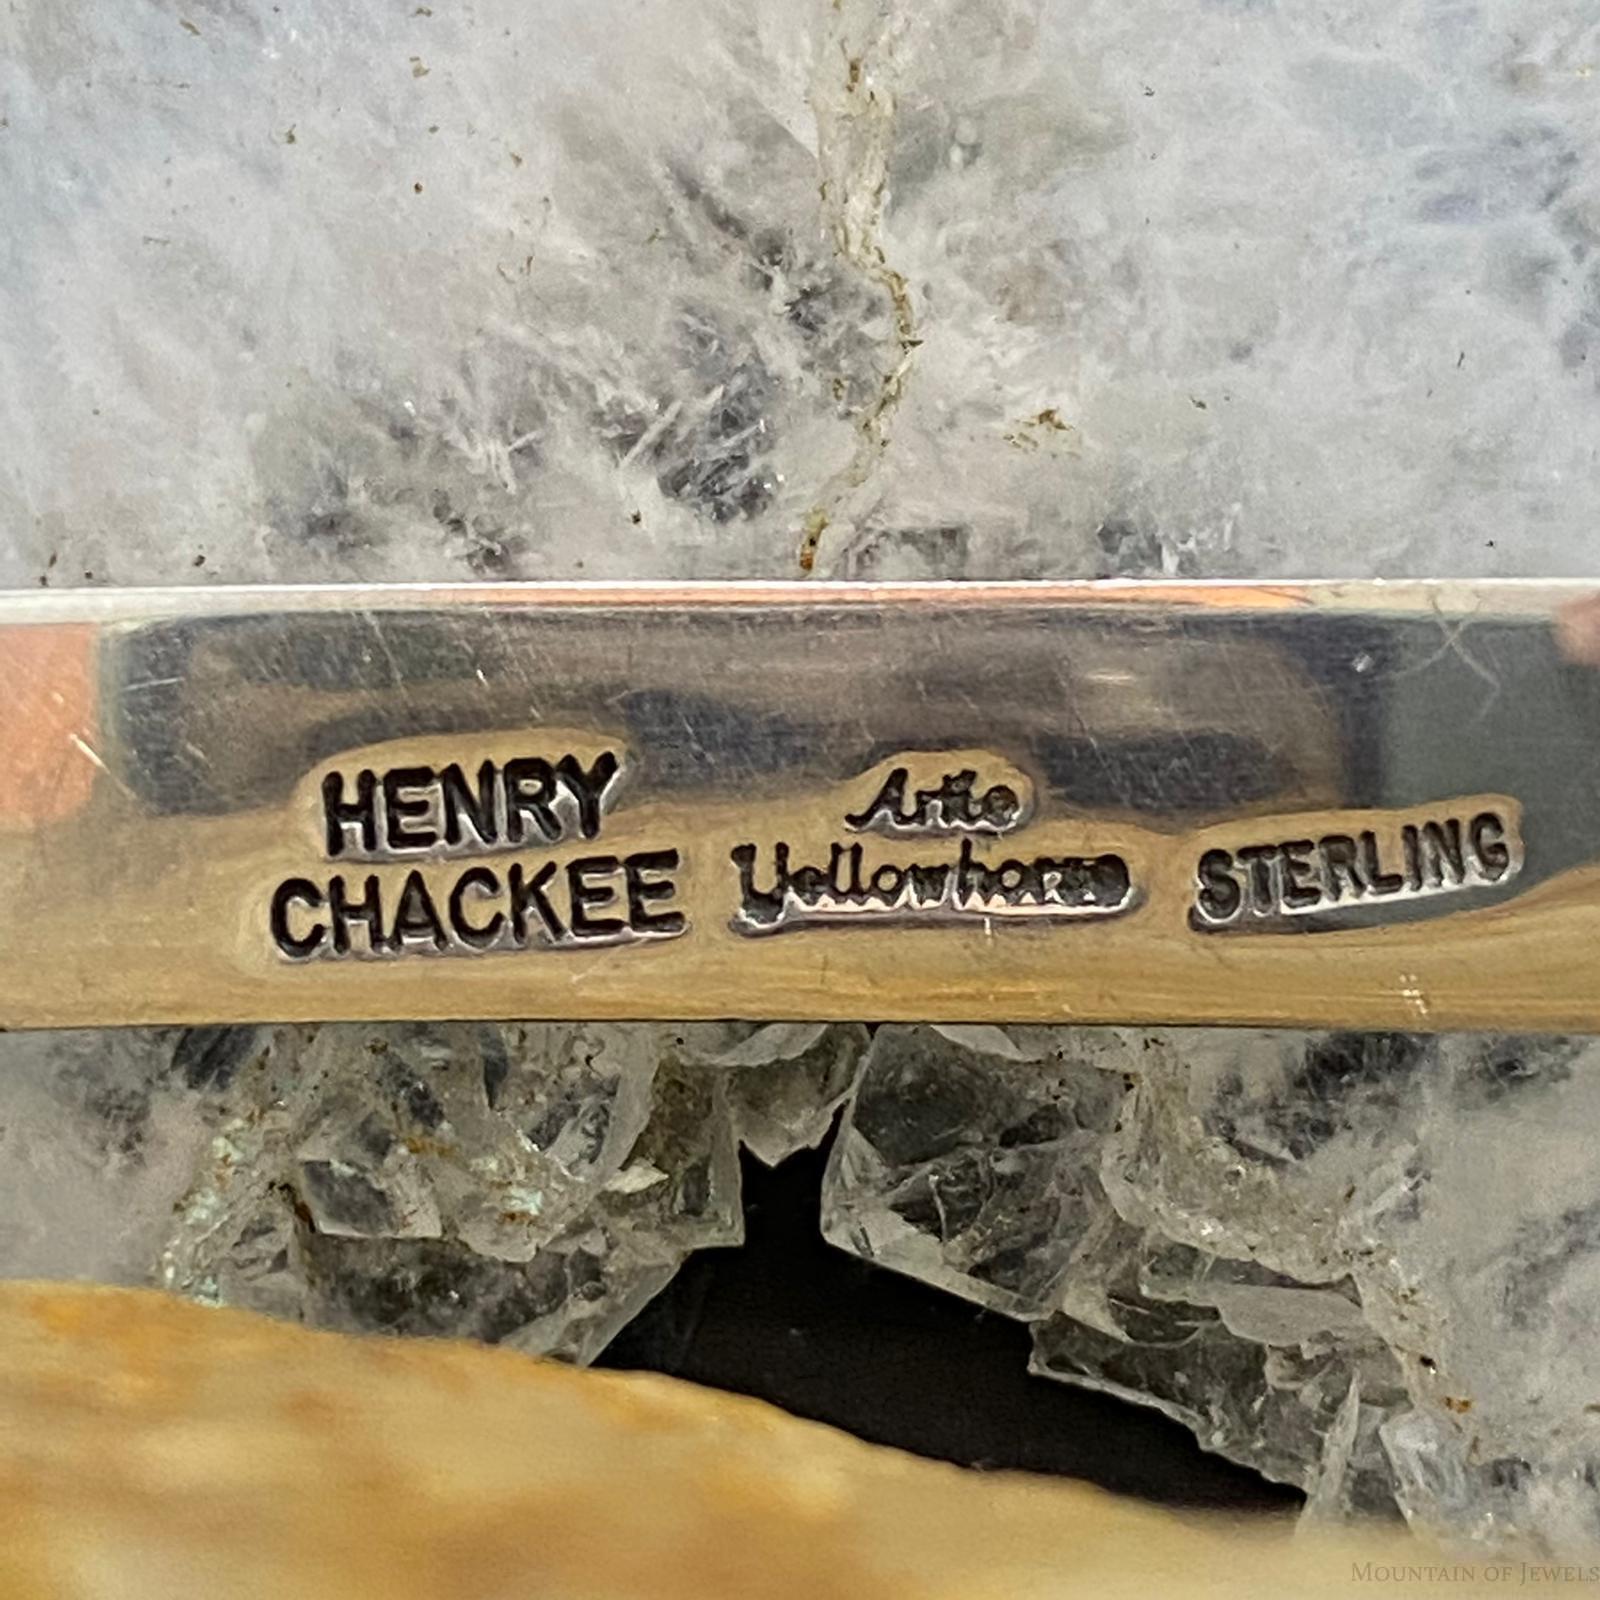 HENRY
CHACKEE
Artie
Yellowhorse
STERLING
MOUNTAIN OF JEWELS